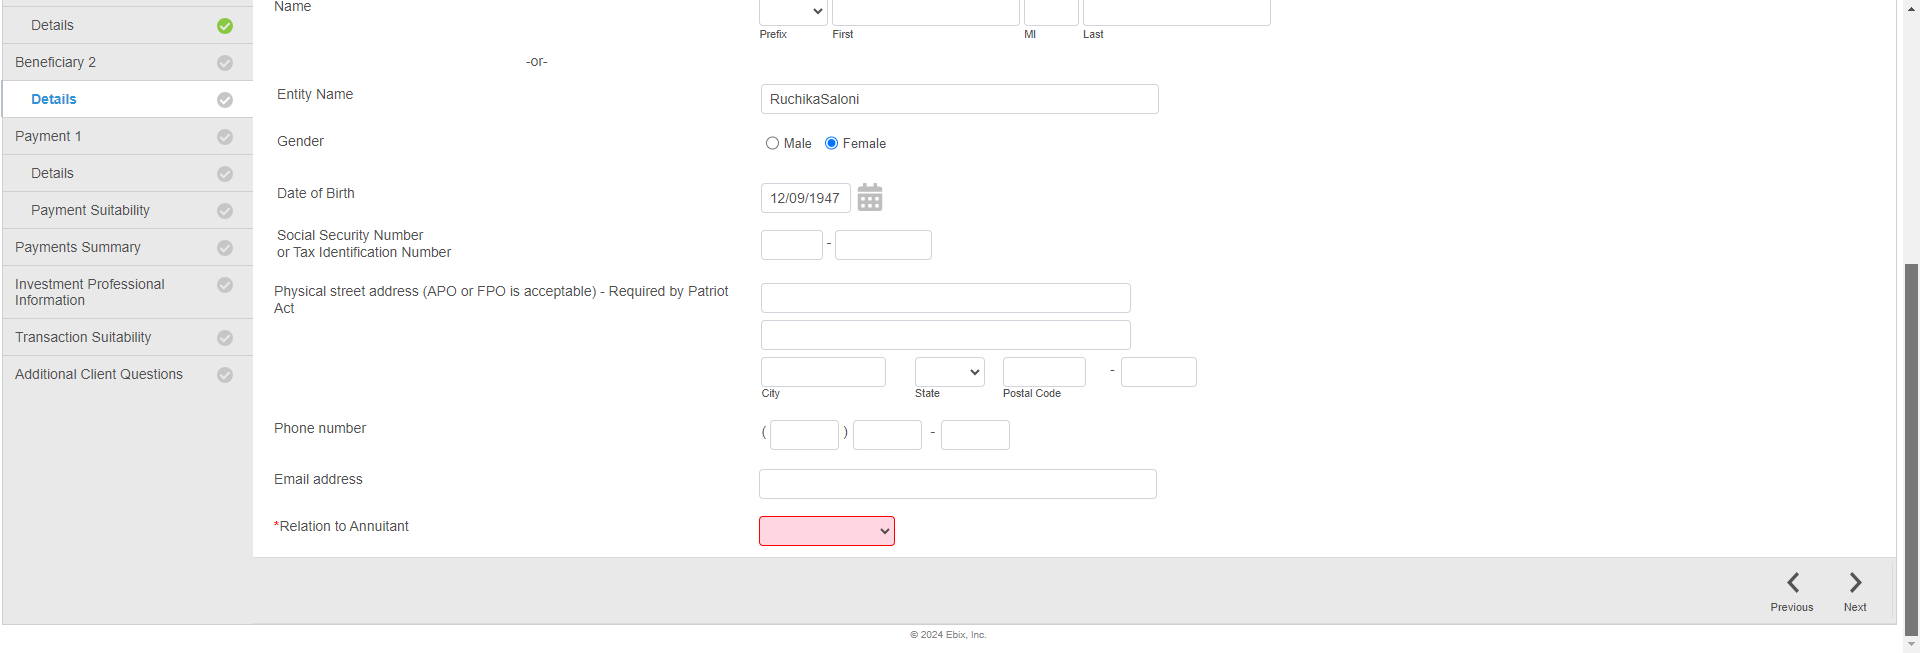 Details
Beneficiary 2
Details
Payment 1
Details
Payment Suitability
Payments Summary
Investment Professional
Information
Transaction Suitability
Additional Client Questions
Name
Prefix First MI Last
-or-
Entity Name RuchikaSaloni
Gender Male Female
Date of Birth 12/09/1947
Social Security Number
or Tax Identification Number -
Physical street address (APO or FPO is acceptable) - Required by Patriot
Act
-
City State Postal Code
Phone number ( ) -
Email address
*Relation to Annuitant
Previous Next
© 2024 Ebix, Inc.